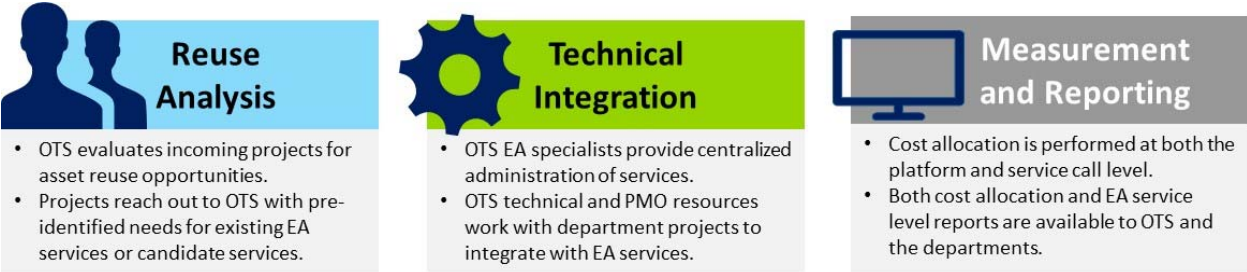 Reuse
Analysis
• OTS evaluates incoming projects for
asset reuse opportunities.
• Projects reach out to OTS with pre-
identified needs for existing EA
services or candidate services.
Technical
Integration
• OTS EA specialists provide centralized
administration of services.
• OTS technical and PMO resources
work with department projects to
integrate with EA services.
Measurement
and Reporting
• Cost allocation is performed at both the
platform and service call level.
• Both cost allocation and EA service
level reports are available to OTS and
the departments.